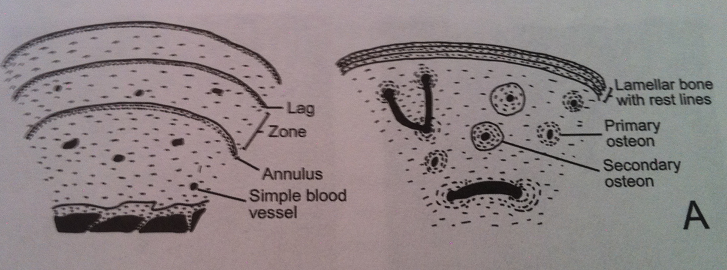 Lag
Zone
Annulus
Simple blood
vessel
Lamellar bone
with rest lines
Primary
osteon
Secondary
osteon
A